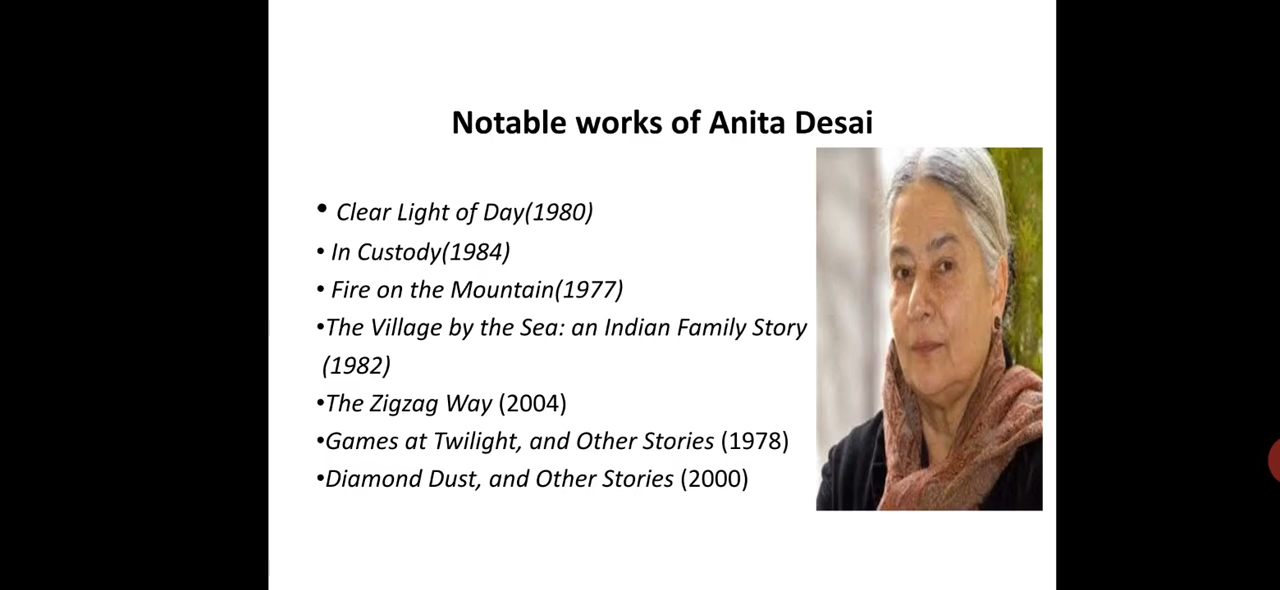 Notable works of Anita Desai
• Clear Light of Day(1980)
• In Custody(1984)
• Fire on the Mountain(1977)
•The Village by the Sea: an Indian Family Story
(1982)
•The Zigzag Way (2004)
•Games at Twilight, and Other Stories (1978)
•Diamond Dust, and Other Stories (2000)